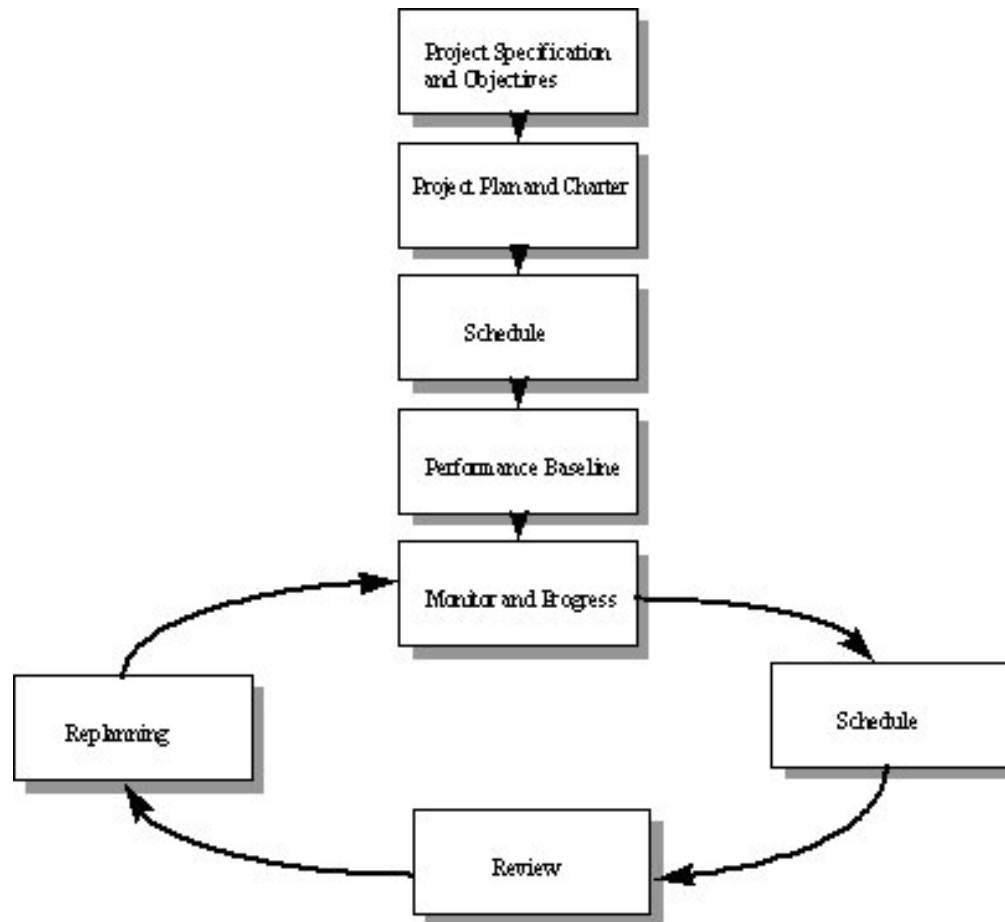 Project Specification
and Objectives
Project Plan and Charter
Schedule
Performance Baseline
Monitor and Progress
Replanning
Schedule
Review